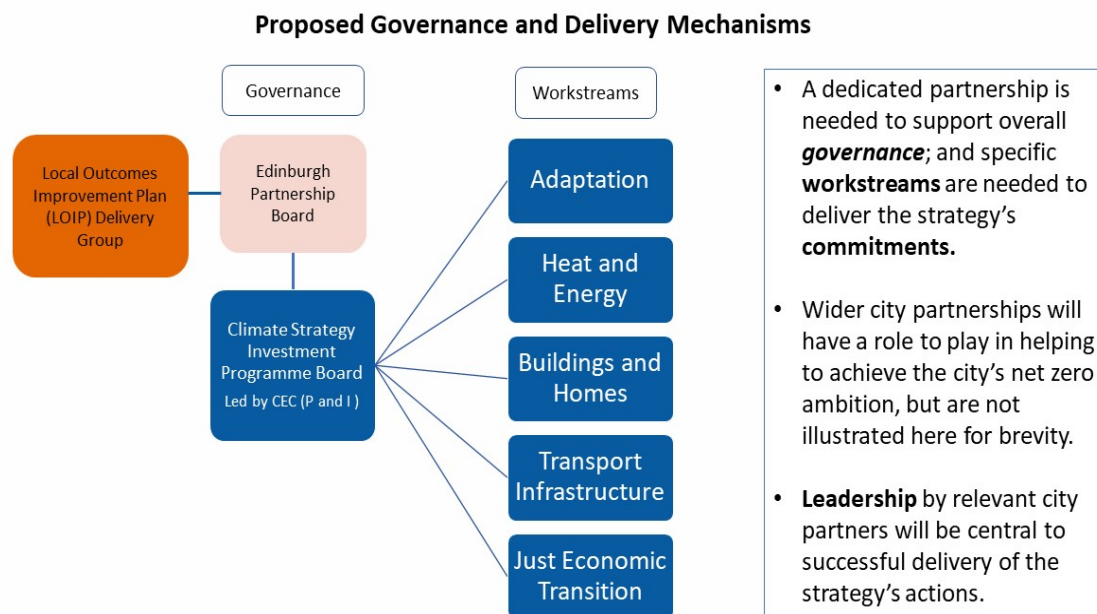 Proposed Governance and Delivery Mechanisms
Governance
Workstreams
Local Outcomes
Improvement Plan
(LOIP) Delivery
Group
Edinburgh
Partnership
Board
Climate Strategy
Investment
Programme Board
Led by CEC (P and I )
Adaptation
Heat and
Energy
Buildings and
Homes
Transport
Infrastructure
Just Economic
Transition
• A dedicated partnership is
needed to support overall
governance; and specific
workstreams are needed to
deliver the strategy’s
commitments.
• Wider city partnerships will
have a role to play in helping
to achieve the city’s net zero
ambition, but are not
illustrated here for brevity.
• Leadership by relevant city
partners will be central to
successful delivery of the
strategy’s actions.